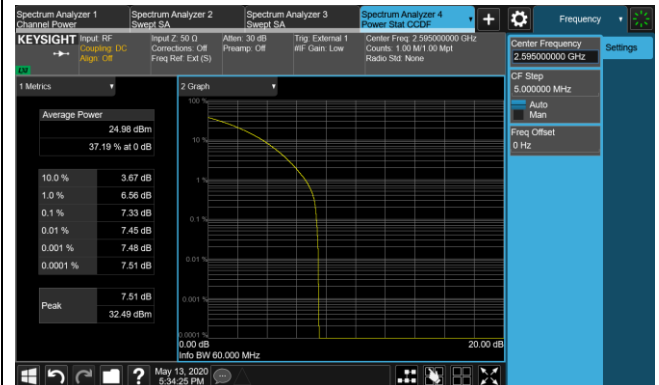 Spectrum Analyzer 1
Channel Power
Spectrum Analyzer 2
Swept SA
Spectrum Analyzer 3
Swept SA
Spectrum Analyzer 4
Power Stat CCDF
+
Frequency
KEYSIGHT
Input: RF
Coupling: DC
Align: Off
Input Z: 50 Ω
Corrections: Off
Freq Ref: Ext (S)
Atten: 30 dB
Preamp: Off
Trig: External 1
#IF Gain: Low
Center Freq: 2.595000000 GHz
Counts: 1.00 M/1.00 Mpt
Radio Std: None
Center Frequency
2.595000000 GHz
Settings
CF Step
5.000000 MHz
Auto
Man
Freq Offset
0 Hz
1 Metrics
2 Graph
Average Power
24.98 dBm
37.19 % at 0 dB
10.0 % 3.67 dB
1.0 % 6.56 dB
0.1 % 7.33 dB
0.01 % 7.45 dB
0.001 % 7.48 dB
0.0001 % 7.51 dB
Peak
7.51 dB
32.49 dBm
100 %
10 %
1 %
0.1 %
0.01 %
0.001 %
0.0001 %
0.00 dB 20.00 dB
Info BW 60.000 MHz
?
May 13, 2020
5:34:25 PM